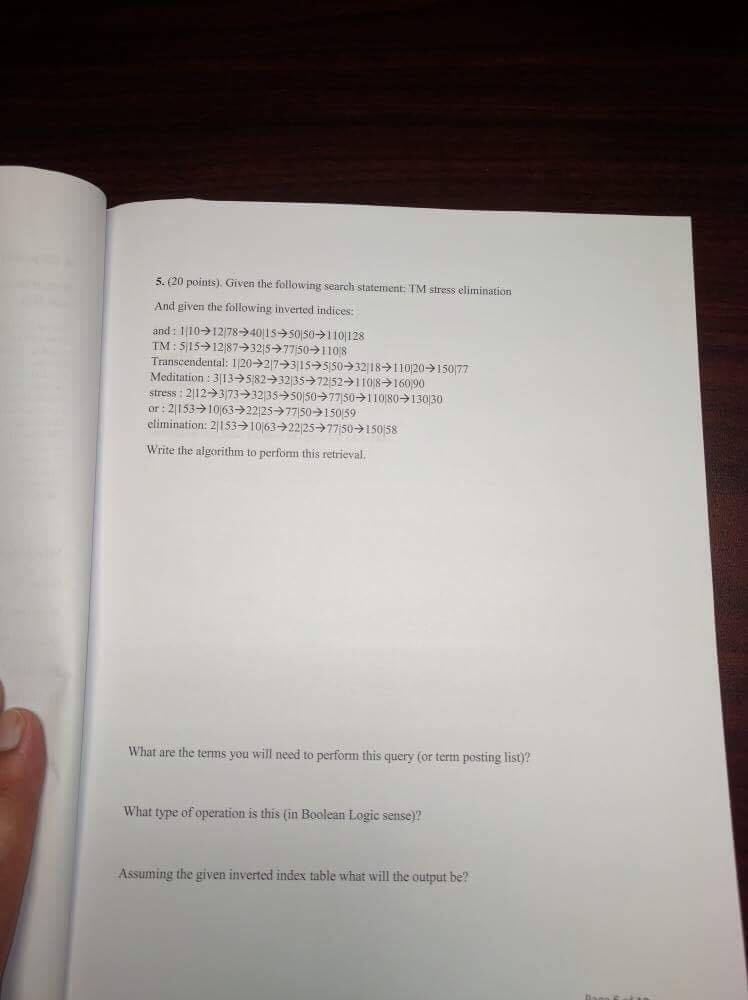 5. (20 points). Given the following search statement: TM stress elimination
And given the following inverted indices:
and : 1|10→12|78→40|15→50|50→110|128
TM : 5|15→12|87→32|5→77|50→110|8
Transcendental: 1|20→2|7→3|15→5|50→32|18→110|20→150|77
Meditation : 3|13→5|82→32|35→72|52→110|8→160|90
stress : 2|12→3|73→32|35→50|50→77|50→110|80→130|30
or : 2|153→10|63→22|25→77|50→150|59
elimination: 2|153→10|63→22|25→77|50→150|58
Write the algorithm to perform this retrieval.
What are the terms you will need to perform this query (or term posting list)?
What type of operation is this (in Boolean Logic sense)?
Assuming the given inverted index table what will the output be?